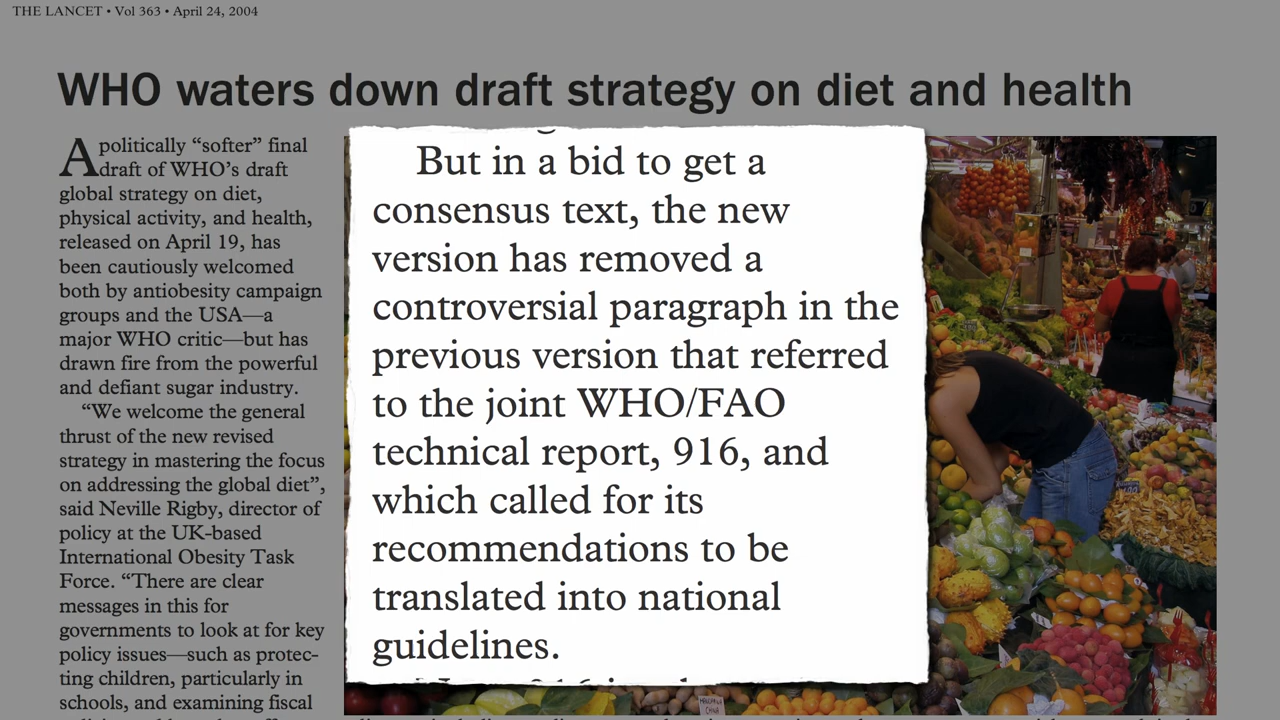 THE LANCET • Vol 363 • April 24, 2004
WHO waters down draft strategy on diet and health
A politically “softer” final
draft of WHO’s draft
global strategy on diet,
physical activity, and health,
released on April 19, has
been cautiously welcomed
both by antiobesity campaign
groups and the USA—a
major WHO critic—but has
drawn fire from the powerful
and defiant sugar industry.
“We welcome the general
thrust of the new revised
strategy in mastering the focus
on addressing the global diet”,
said Neville Rigby, director of
policy at the UK-based
International Obesity Task
Force. “There are clear
messages in this for
governments to look at for key
policy issues—such as protec-
ting children, particularly in
schools, and examining fiscal
But in a bid to get a
consensus text, the new
version has removed a
controversial paragraph in the
previous version that referred
to the joint WHO/FAO
technical report, 916, and
which called for its
recommendations to be
translated into national
guidelines.